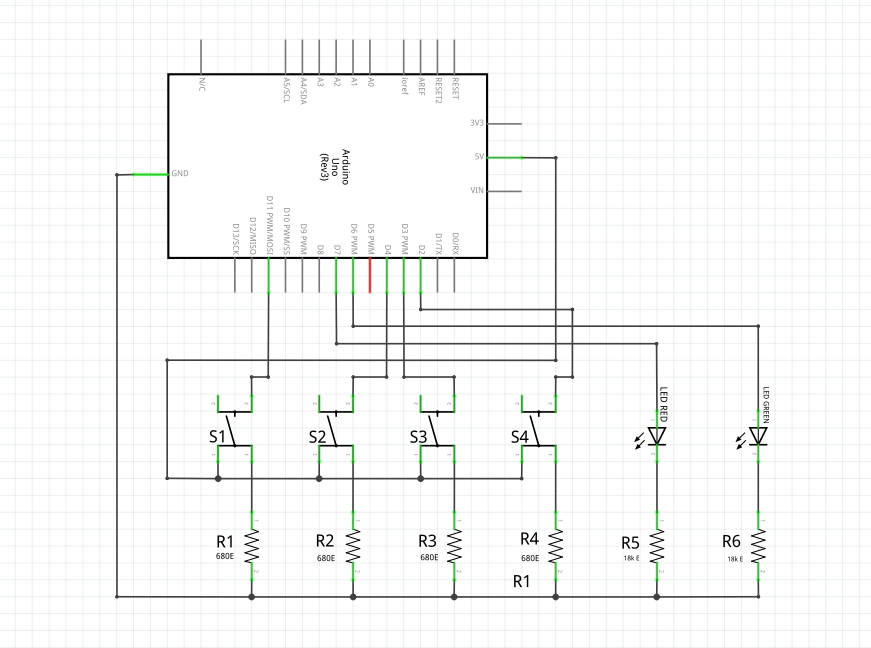 N/C
A5/SCL
A4/SDA
A3
A2
A1
A0
ioref
AREF
RESET2
RESET
3V3
5V
VIN
GND
Arduino
Uno
(Rev3)
D13/SCK
D12/MISO
D11 PWM/MOSI
D10 PWM/SS
D9 PWM
D8
D7
D6 PWM
D5 PWM
D4
D3 PWM
D2
D1/TX
D0/RX
LED RED
LED GREEN
S1
S2
S3
S4
R1
680E
R2
680E
R3
680E
R4
680E
R1
R5
18k E
R6
18k E